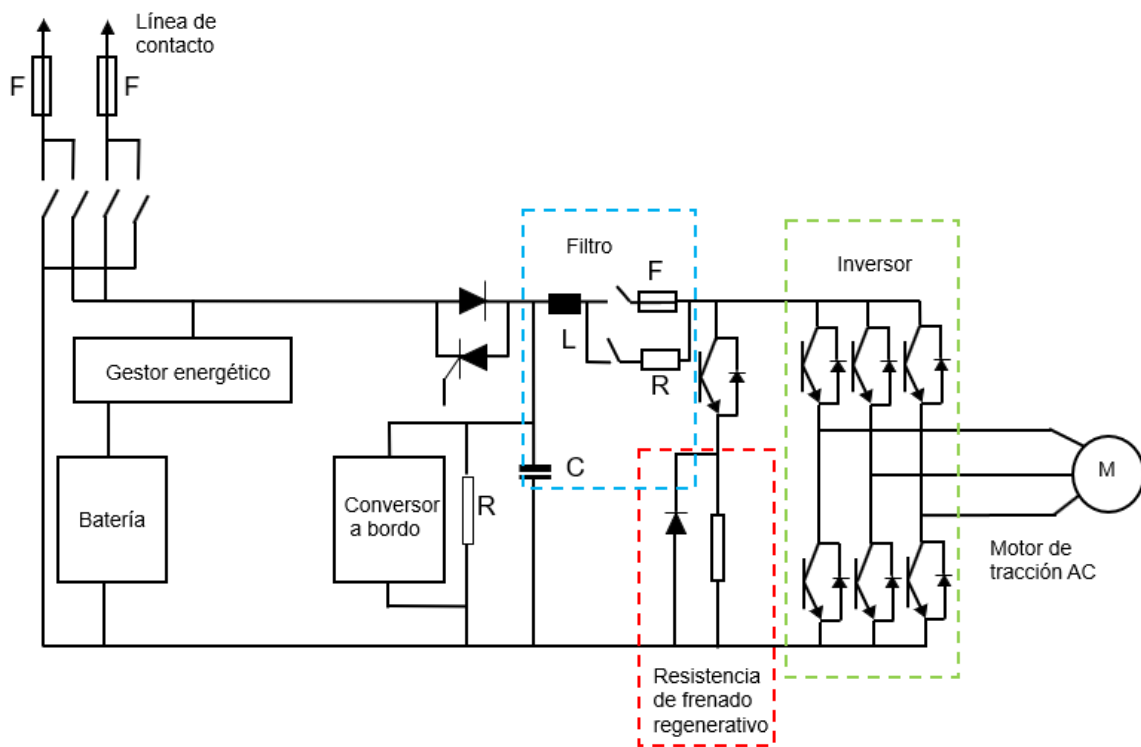 Línea de
contacto
F
F
Filtro
F
Inversor
L
R
Gestor energético
Batería
Conversor
a bordo
R
C
M
Motor de
tracción AC
Resistencia
de frenado
regenerativo